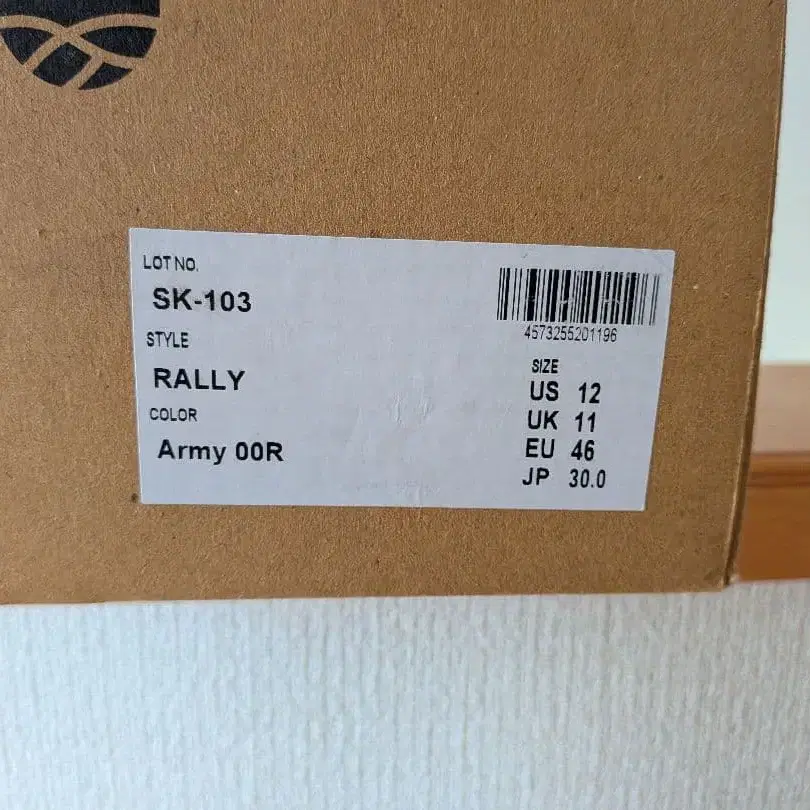 LOT NO.
SK-103
STYLE
RALLY
COLOR
Army 00R
4573255201196
SIZE
US 12
UK 11
EU 46
JP 30.0